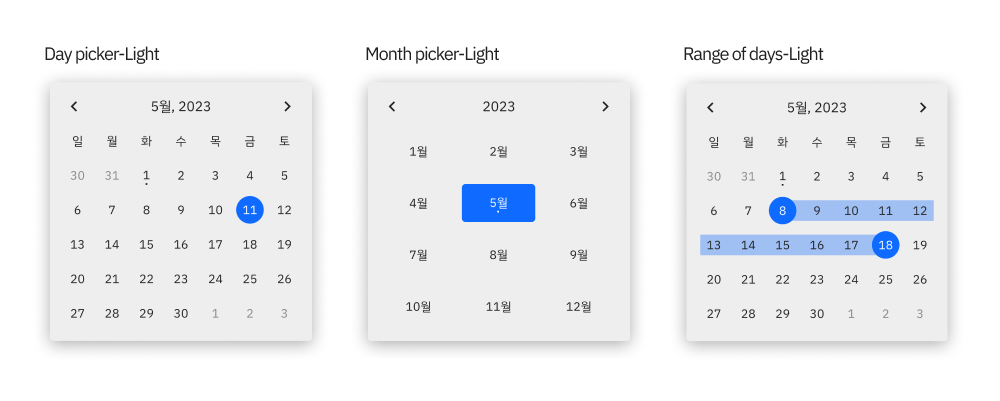 Day picker-Light
5월, 2023
일 월 화 수 목 금 토
30 31 1 2 3 4 5
6 7 8 9 10 11 12
13 14 15 16 17 18 19
20 21 22 23 24 25 26
27 28 29 30 1 2 3
Month picker-Light
2023
1월 2월 3월
4월 5월 6월
7월 8월 9월
10월 11월 12월
Range of days-Light
5월, 2023
일 월 화 수 목 금 토
30 31 1 2 3 4 5
6 7 8 9 10 11 12
13 14 15 16 17 18 19
20 21 22 23 24 25 26
27 28 29 30 1 2 3